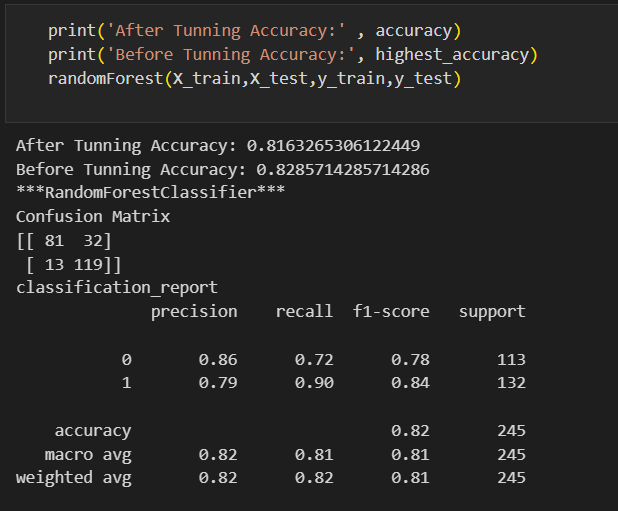 print('After Tunning Accuracy:' , accuracy)
print('Before Tunning Accuracy:', highest_accuracy)
randomForest(X_train,X_test,y_train,y_test)
After Tunning Accuracy: 0.8163265306122449
Before Tunning Accuracy: 0.8285714285714286
***RandomForestClassifier***
Confusion Matrix
[[ 81  32]
 [ 13 119]]
classification_report
              precision    recall  f1-score   support
           0       0.86      0.72      0.78       113
           1       0.79      0.90      0.84       132
    accuracy                           0.82       245
   macro avg       0.82      0.81      0.81       245
weighted avg       0.82      0.82      0.81       245